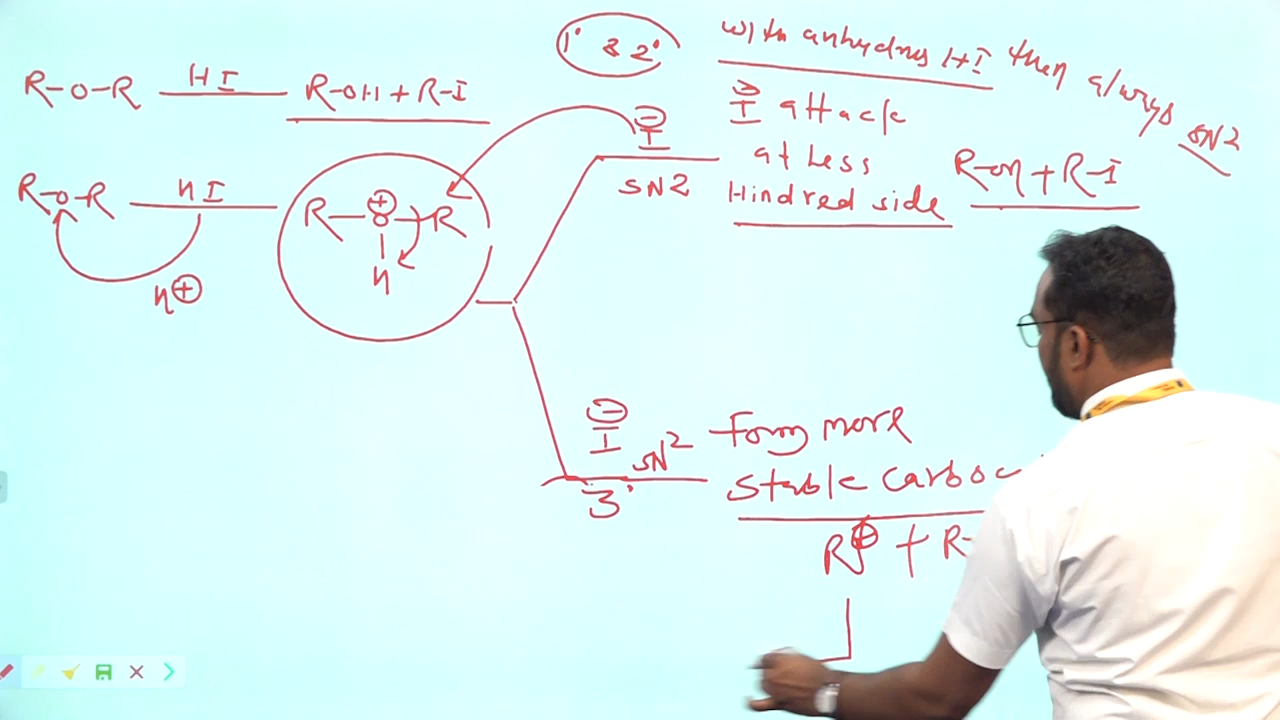 R-O-R HI R-OH + R-I
R-O-R HI R-O-R
⊕
H
H⊕
1° & 2° with anhydrous HI then always SN2
I⊖ attack
SN2 at Less
Hindred side R-OH + R-I
I⊖ SN2 Form more
3° stable carboc
R⊕ + R-